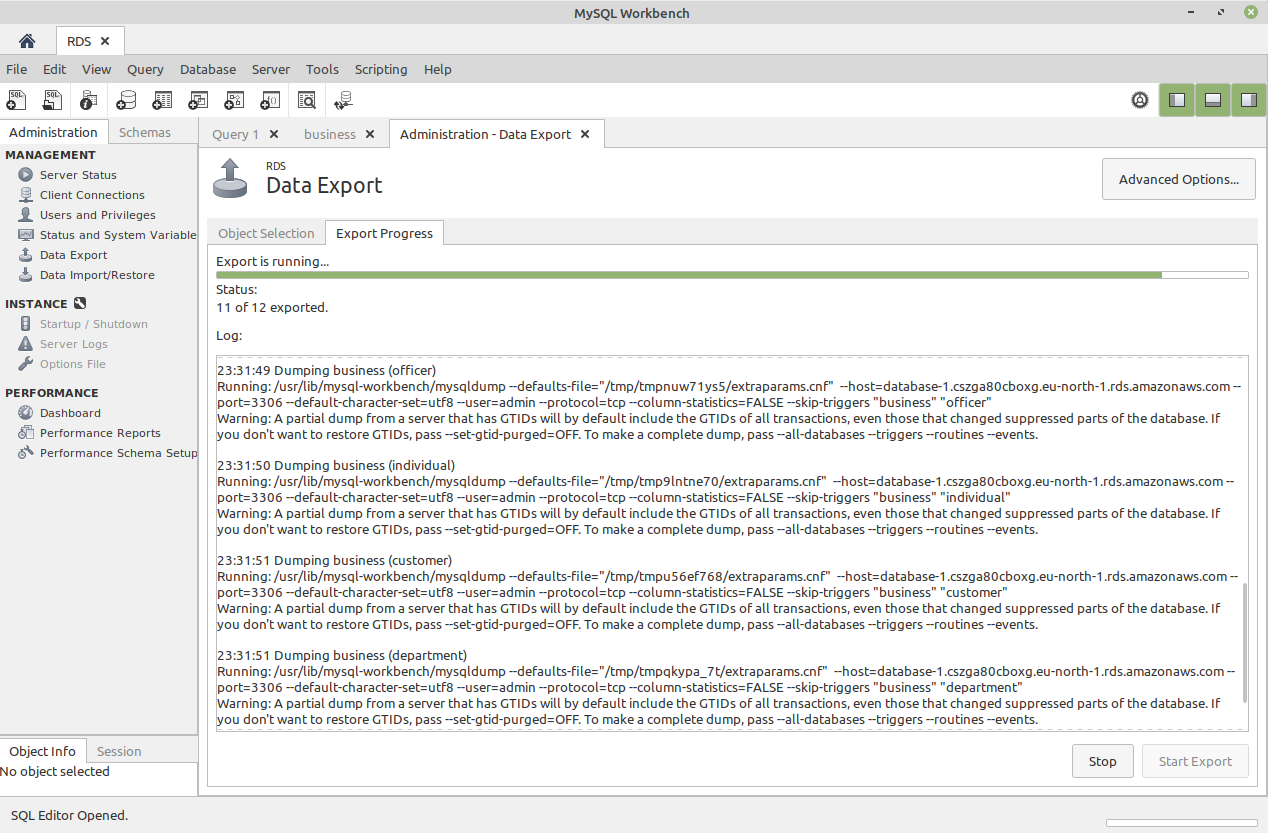 MySQL Workbench
RDS
File Edit View Query Database Server Tools Scripting Help
Administration Schemas
MANAGEMENT
Server Status
Client Connections
Users and Privileges
Status and System Variable
Data Export
Data Import/Restore
INSTANCE
Startup / Shutdown
Server Logs
Options File
PERFORMANCE
Dashboard
Performance Reports
Performance Schema Setup
Query 1 business Administration - Data Export
RDS
Data Export
Advanced Options...
Object Selection Export Progress
Export is running...
Status:
11 of 12 exported.
Log:
23:31:49 Dumping business (officer)
Running: /usr/lib/mysql-workbench/mysqldump --defaults-file="/tmp/tmpnuw71ys5/extraparams.cnf"  --host=database-1.cszga80cboxg.eu-north-1.rds.amazonaws.com --
port=3306 --default-character-set=utf8 --user=admin --protocol=tcp --column-statistics=FALSE --skip-triggers "business" "officer"
Warning: A partial dump from a server that has GTIDs will by default include the GTIDs of all transactions, even those that changed suppressed parts of the database. If
you don't want to restore GTIDs, pass --set-gtid-purged=OFF. To make a complete dump, pass --all-databases --triggers --routines --events.
23:31:50 Dumping business (individual)
Running: /usr/lib/mysql-workbench/mysqldump --defaults-file="/tmp/tmp9lntne70/extraparams.cnf"  --host=database-1.cszga80cboxg.eu-north-1.rds.amazonaws.com --
port=3306 --default-character-set=utf8 --user=admin --protocol=tcp --column-statistics=FALSE --skip-triggers "business" "individual"
Warning: A partial dump from a server that has GTIDs will by default include the GTIDs of all transactions, even those that changed suppressed parts of the database. If
you don't want to restore GTIDs, pass --set-gtid-purged=OFF. To make a complete dump, pass --all-databases --triggers --routines --events.
23:31:51 Dumping business (customer)
Running: /usr/lib/mysql-workbench/mysqldump --defaults-file="/tmp/tmpu56ef768/extraparams.cnf"  --host=database-1.cszga80cboxg.eu-north-1.rds.amazonaws.com --
port=3306 --default-character-set=utf8 --user=admin --protocol=tcp --column-statistics=FALSE --skip-triggers "business" "customer"
Warning: A partial dump from a server that has GTIDs will by default include the GTIDs of all transactions, even those that changed suppressed parts of the database. If
you don't want to restore GTIDs, pass --set-gtid-purged=OFF. To make a complete dump, pass --all-databases --triggers --routines --events.
23:31:51 Dumping business (department)
Running: /usr/lib/mysql-workbench/mysqldump --defaults-file="/tmp/tmpqkypa_7t/extraparams.cnf"  --host=database-1.cszga80cboxg.eu-north-1.rds.amazonaws.com --
port=3306 --default-character-set=utf8 --user=admin --protocol=tcp --column-statistics=FALSE --skip-triggers "business" "department"
Warning: A partial dump from a server that has GTIDs will by default include the GTIDs of all transactions, even those that changed suppressed parts of the database. If
you don't want to restore GTIDs, pass --set-gtid-purged=OFF. To make a complete dump, pass --all-databases --triggers --routines --events.
Stop Start Export
Object Info Session
No object selected
SQL Editor Opened.